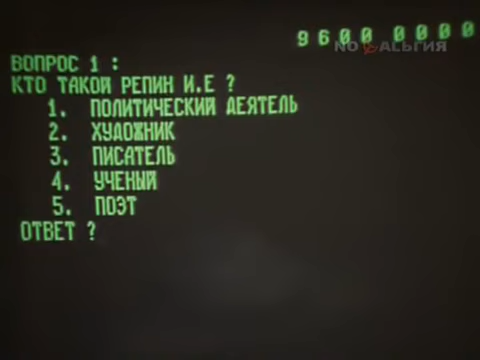 9600 0000
NOSTALGIЯ
ВОПРОС 1 :
КТО ТАКОЙ РЕПИН И.Е ?
1. ПОЛИТИЧЕСКИЙ ДЕЯТЕЛЬ
2. ХУДОЖНИК
3. ПИСАТЕЛЬ
4. УЧЕНЫЙ
5. ПОЭТ
ОТВЕТ ?